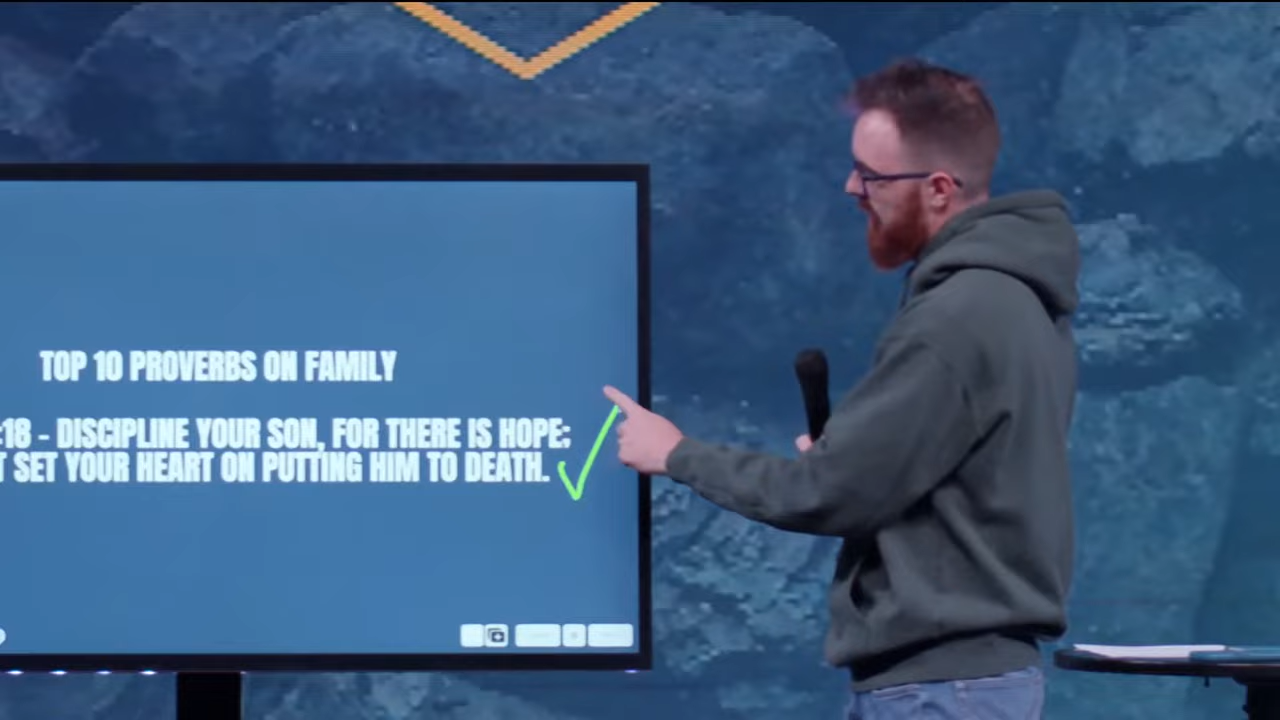 TOP 10 PROVERBS ON FAMILY
:18 - DISCIPLINE YOUR SON, FOR THERE IS HOPE;
T SET YOUR HEART ON PUTTING HIM TO DEATH.